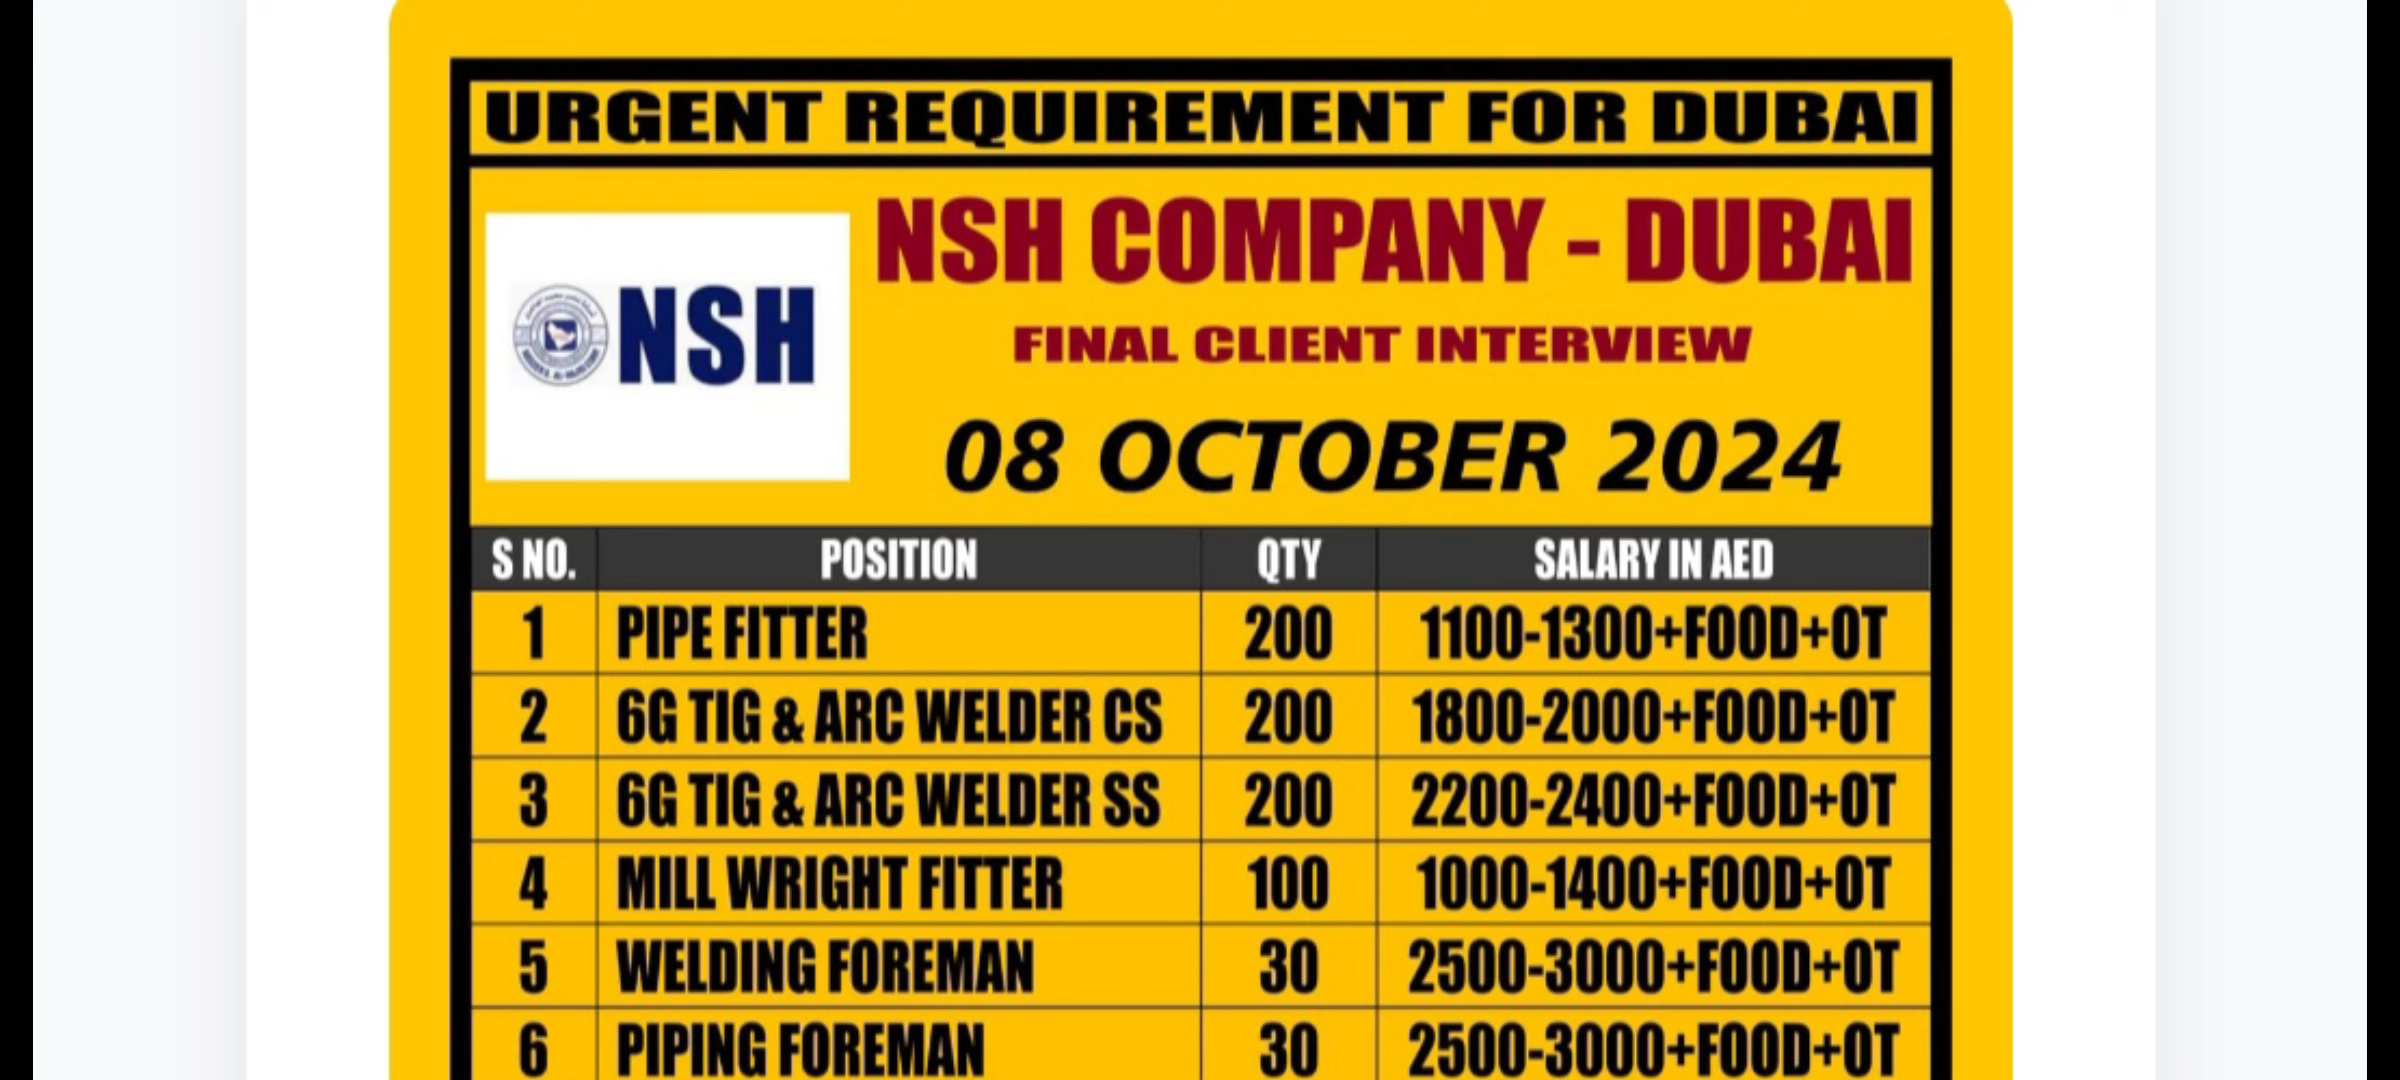 URGENT REQUIREMENT FOR DUBAI
NSH
NSH COMPANY - DUBAI
FINAL CLIENT INTERVIEW
08 OCTOBER 2024
S NO. POSITION QTY SALARY IN AED
1 PIPE FITTER 200 1100-1300+FOOD+OT
2 6G TIG & ARC WELDER CS 200 1800-2000+FOOD+OT
3 6G TIG & ARC WELDER SS 200 2200-2400+FOOD+OT
4 MILL WRIGHT FITTER 100 1000-1400+FOOD+OT
5 WELDING FOREMAN 30 2500-3000+FOOD+OT
6 PIPING FOREMAN 30 2500-3000+FOOD+OT